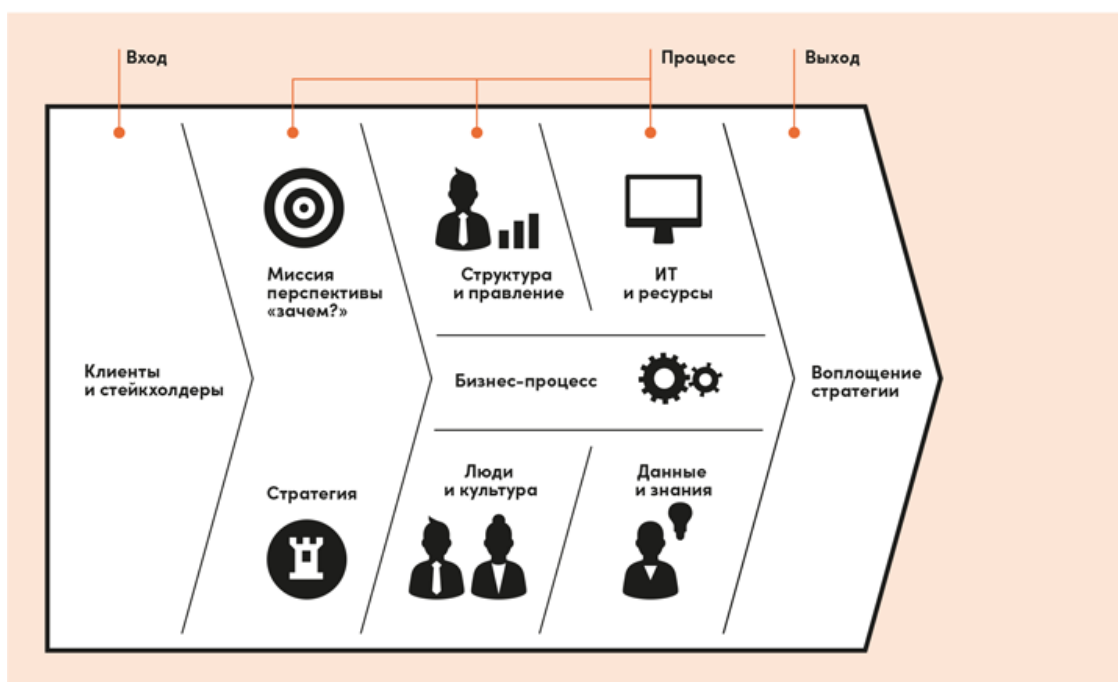 Вход
Процесс
Выход
Миссия
перспективы
«зачем?»
Структура
и правление
ИТ
и ресурсы
Клиенты
и стейкхолдеры
Бизнес-процесс
Воплощение
стратегии
Стратегия
Люди
и культура
Данные
и знания